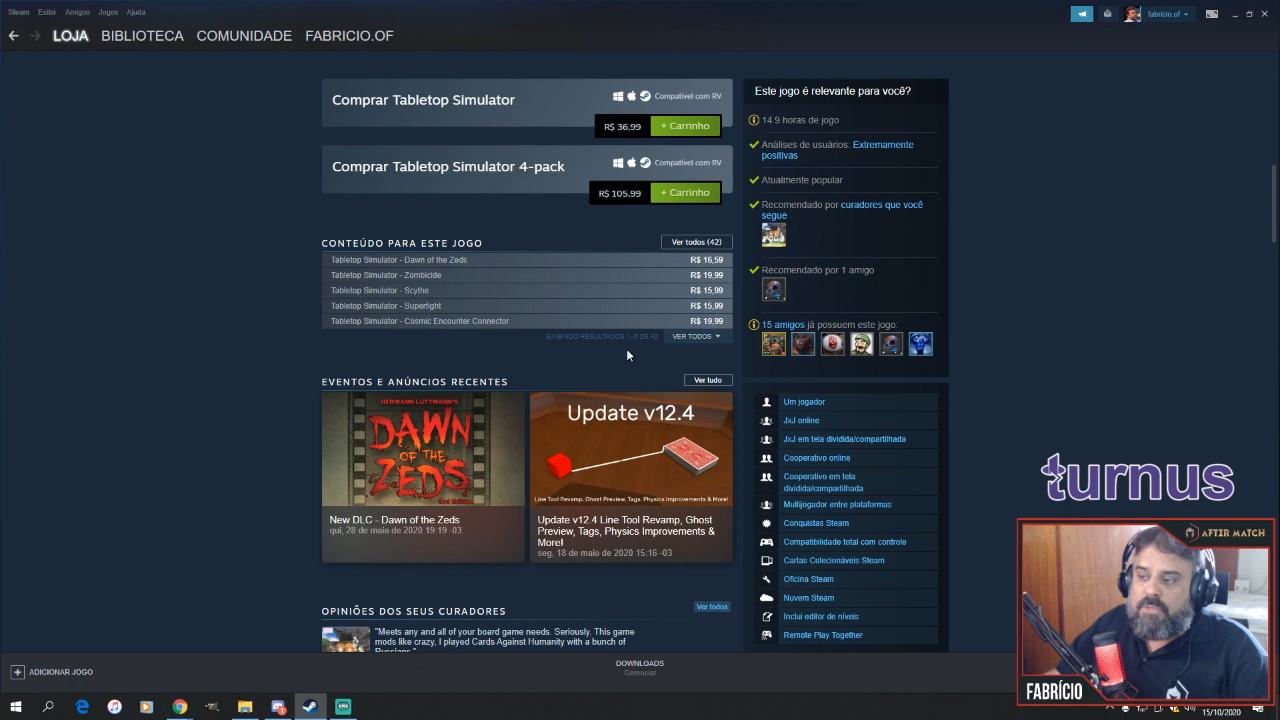 Steam Exibir Amigos Jogos Ajuda
fabricio.of
LOJA BIBLIOTECA COMUNIDADE FABRICIO.OF
Comprar Tabletop Simulator
Compatível com RV
R$ 36,99 + Carrinho
Comprar Tabletop Simulator 4-pack
Compatível com RV
R$ 105,99 + Carrinho
CONTEÚDO PARA ESTE JOGO
Ver todos (42)
Tabletop Simulator - Dawn of the Zeds R$ 16,59
Tabletop Simulator - Zombicide R$ 19,99
Tabletop Simulator - Scythe R$ 15,99
Tabletop Simulator - Superfight R$ 15,99
Tabletop Simulator - Cosmic Encounter Connector R$ 19,99
EXIBINDO RESULTADOS 1-5 DE 42 VER TODOS
EVENTOS E ANÚNCIOS RECENTES
Ver tudo
HERMANN LUTTMANN'S
DAWN
OF THE
ZEDS
New DLC - Dawn of the Zeds
qui, 28 de maio de 2020 19:19 -03
Update v12.4
Line Tool Revamp, Ghost Preview, Tags, Physics Improvements & More!
Update v12.4 Line Tool Revamp, Ghost
Preview, Tags, Physics Improvements &
More!
seg, 18 de maio de 2020 15:16 -03
OPINIÕES DOS SEUS CURADORES
Ver todos
"Meets any and all of your board game needs. Seriously. This game
mods like crazy, I played Cards Against Humanity with a bunch of
Russians."
Este jogo é relevante para você?
14.9 horas de jogo
Análises de usuários: Extremamente
positivas
Atualmente popular
Recomendado por curadores que você
segue
Recomendado por 1 amigo
15 amigos já possuem este jogo:
Um jogador
JxJ online
JxJ em tela dividida/compartilhada
Cooperativo online
Cooperativo em tela
dividida/compartilhada
Multijogador entre plataformas
Conquistas Steam
Compatibilidade total com controle
Cartas Colecionáveis Steam
Oficina Steam
Nuvem Steam
Inclui editor de níveis
Remote Play Together
turnus
AFTER MATCH
FABRÍCIO
ADICIONAR JOGO
DOWNLOADS
Gerenciar
15/10/2020